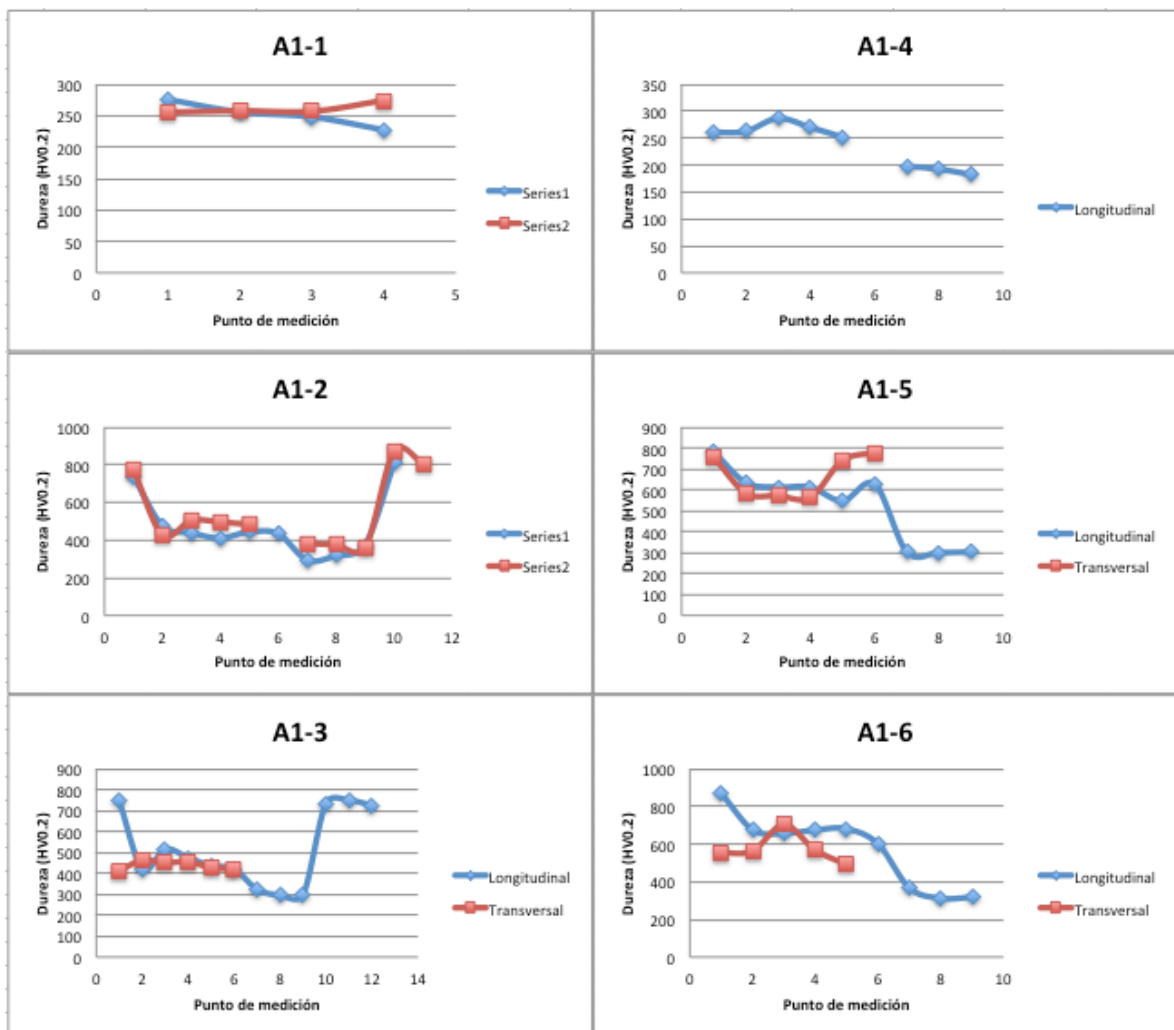 A1-1
Dureza (HV0.2)
300
250
200
150
100
50
0
0 1 2 3 4 5
Punto de medición
Series1
Series2
A1-4
Dureza (HV0.2)
350
300
250
200
150
100
50
0
0 2 4 6 8 10
Punto de medición
Longitudinal
A1-2
Dureza (HV0.2)
1000
800
600
400
200
0
0 2 4 6 8 10 12
Punto de medición
Series1
Series2
A1-5
Dureza (HV0.2)
900
800
700
600
500
400
300
200
100
0
0 2 4 6 8 10
Punto de medición
Longitudinal
Transversal
A1-3
Dureza (HV0.2)
900
800
700
600
500
400
300
200
100
0
0 2 4 6 8 10 12 14
Punto de medición
Longitudinal
Transversal
A1-6
Dureza (HV0.2)
1000
800
600
400
200
0
0 2 4 6 8 10
Punto de medición
Longitudinal
Transversal